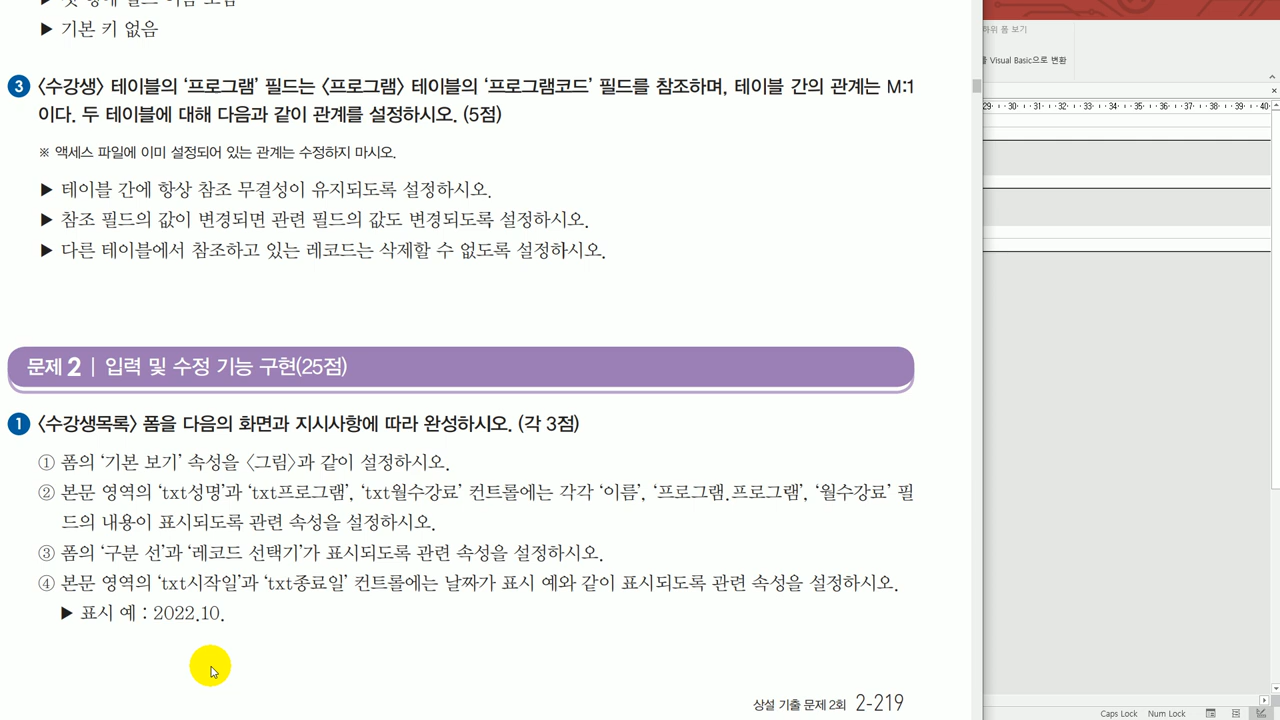 ▶ 기본 키 없음
하위 폼 보기
Visual Basic으로 변환
3 〈수강생〉 테이블의 ‘프로그램’ 필드는 〈프로그램〉 테이블의 ‘프로그램코드’ 필드를 참조하며, 테이블 간의 관계는 M:1
이다. 두 테이블에 대해 다음과 같이 관계를 설정하시오. (5점)
29 30 31 32 33 34 35 36 37 38 39 40
※ 액세스 파일에 이미 설정되어 있는 관계는 수정하지 마시오.
▶ 테이블 간에 항상 참조 무결성이 유지되도록 설정하시오.
▶ 참조 필드의 값이 변경되면 관련 필드의 값도 변경되도록 설정하시오.
▶ 다른 테이블에서 참조하고 있는 레코드는 삭제할 수 없도록 설정하시오.
문제 2 | 입력 및 수정 기능 구현(25점)
1 〈수강생목록〉 폼을 다음의 화면과 지시사항에 따라 완성하시오. (각 3점)
① 폼의 ‘기본 보기’ 속성을 〈그림〉과 같이 설정하시오.
② 본문 영역의 ‘txt성명’과 ‘txt프로그램’, ‘txt월수강료’ 컨트롤에는 각각 ‘이름’, ‘프로그램.프로그램’, ‘월수강료’ 필
드의 내용이 표시되도록 관련 속성을 설정하시오.
③ 폼의 ‘구분 선’과 ‘레코드 선택기’가 표시되도록 관련 속성을 설정하시오.
④ 본문 영역의 ‘txt시작일’과 ‘txt종료일’ 컨트롤에는 날짜가 표시 예와 같이 표시되도록 관련 속성을 설정하시오.
▶ 표시 예 : 2022.10.
상설 기출 문제 2회 2-219
Caps Lock Num Lock